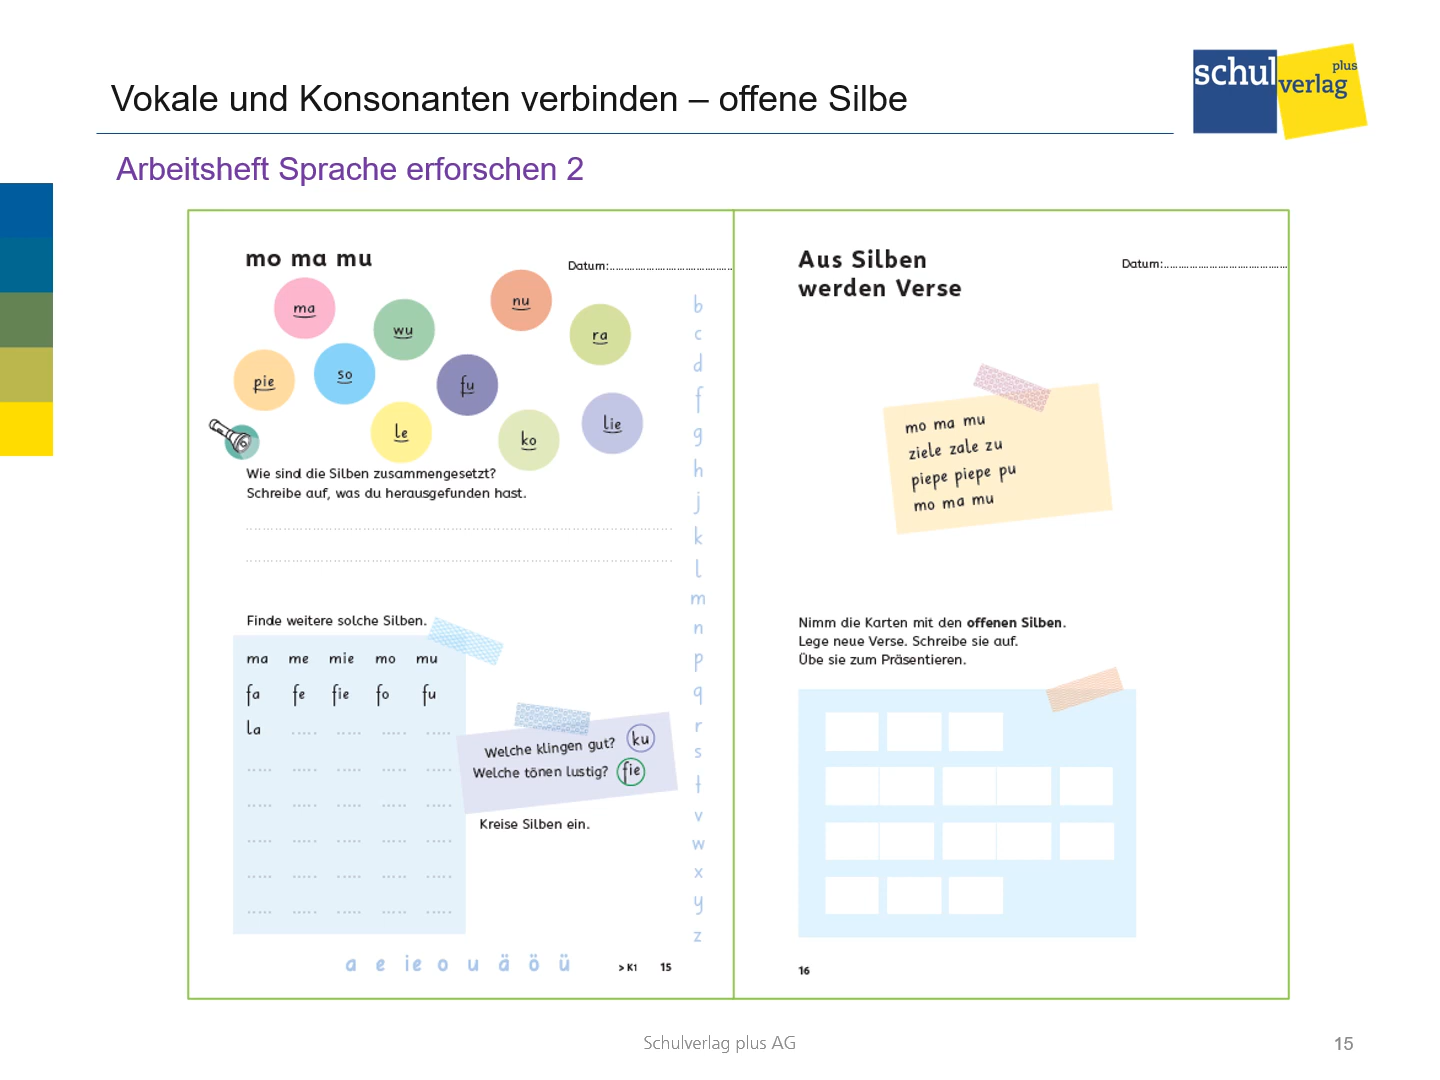 Vokale und Konsonanten verbinden – offene Silbe
schul verlag plus
Arbeitsheft Sprache erforschen 2
mo ma mu
Datum:
ma
wu
nu
ra
pie
so
fu
le
ko
lie
Wie sind die Silben zusammengesetzt?
Schreibe auf, was du herausgefunden hast.
Finde weitere solche Silben.
ma me mie mo mu
fa fe fie fo fu
la
Welche klingen gut? ku
Welche tönen lustig? fie
Kreise Silben ein.
b
c
d
f
g
h
j
k
l
m
n
p
q
r
s
t
v
w
x
y
z
a e ie o u ä ö ü
> K1 15
Aus Silben
werden Verse
Datum:
mo ma mu
ziele zale zu
piepe piepe pu
mo ma mu
Nimm die Karten mit den offenen Silben.
Lege neue Verse. Schreibe sie auf.
Übe sie zum Präsentieren.
16
Schulverlag plus AG
15